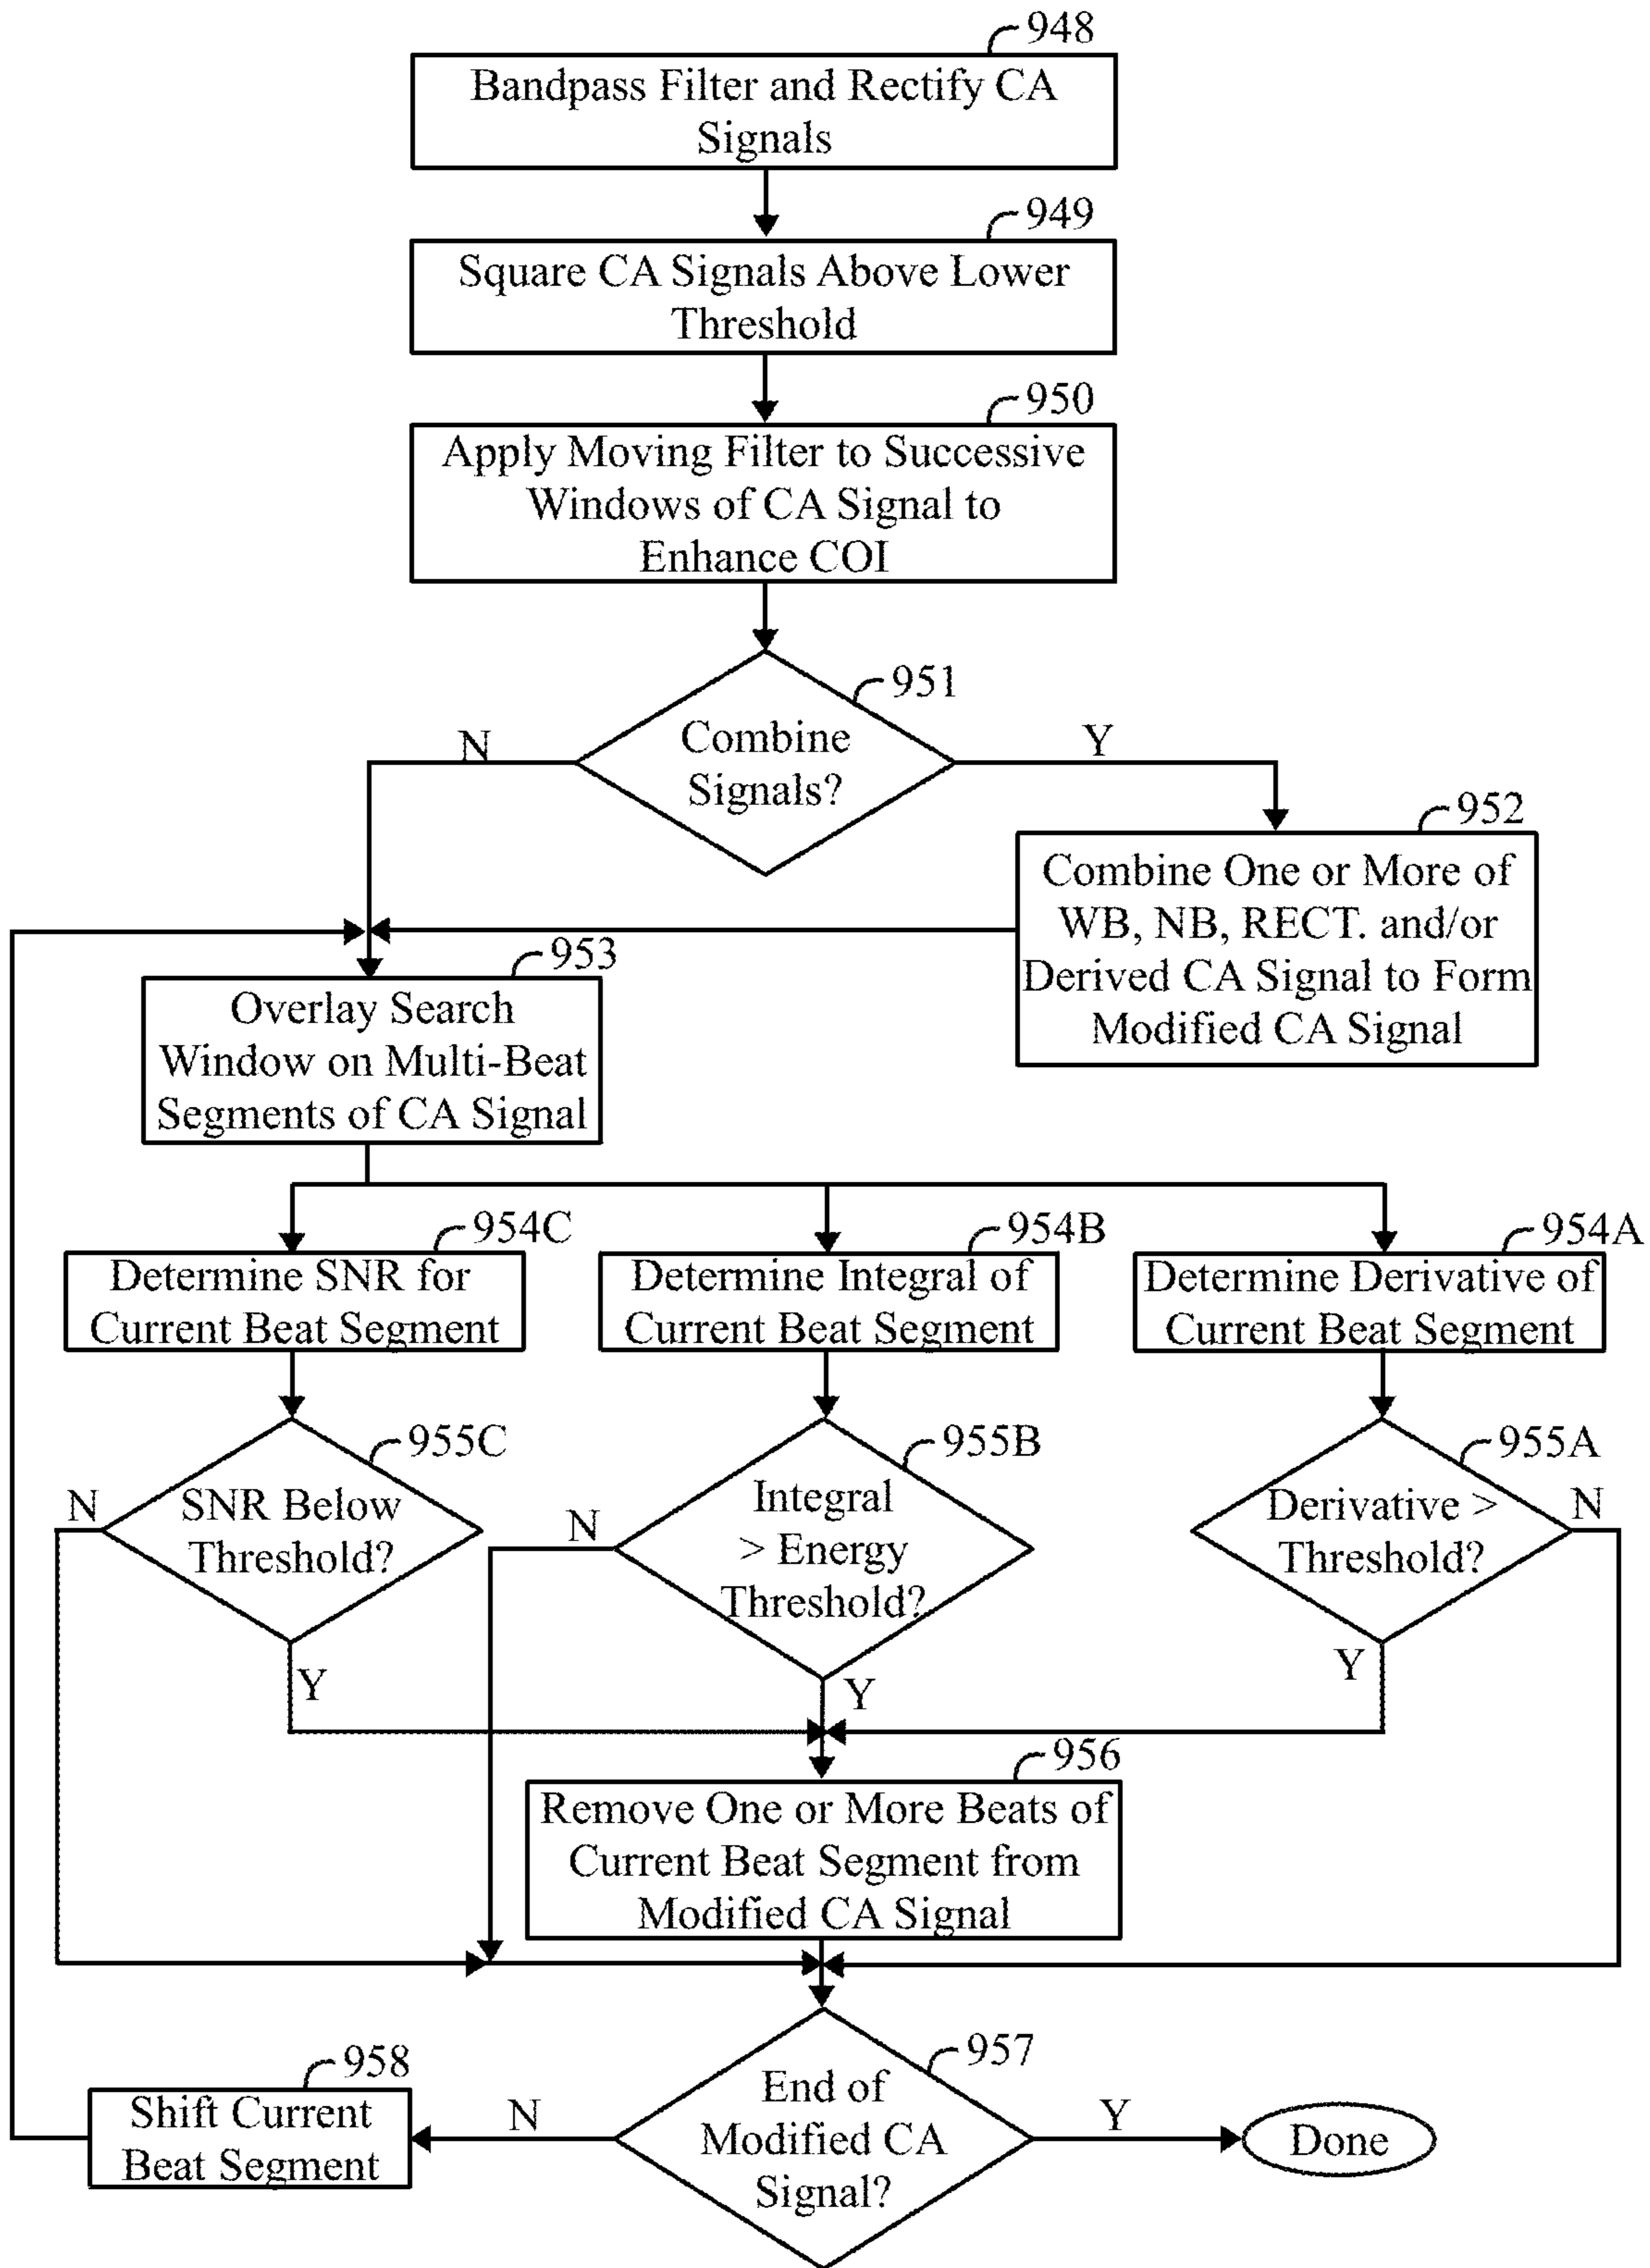 948
Bandpass Filter and Rectify CA
Signals
949
Square CA Signals Above Lower
Threshold
950
Apply Moving Filter to Successive
Windows of CA Signal to
Enhance COI
951
Combine
Signals?
N
Y
952
Combine One or More of
WB, NB, RECT. and/or
Derived CA Signal to Form
Modified CA Signal
953
Overlay Search
Window on Multi-Beat
Segments of CA Signal
954C
Determine SNR for
Current Beat Segment
954B
Determine Integral of
Current Beat Segment
954A
Determine Derivative of
Current Beat Segment
955C
SNR Below
Threshold?
N
Y
955B
Integral
> Energy
Threshold?
N
Y
955A
Derivative >
Threshold?
N
Y
956
Remove One or More Beats of
Current Beat Segment from
Modified CA Signal
957
End of
Modified CA
Signal?
N
Y
958
Shift Current
Beat Segment
Done